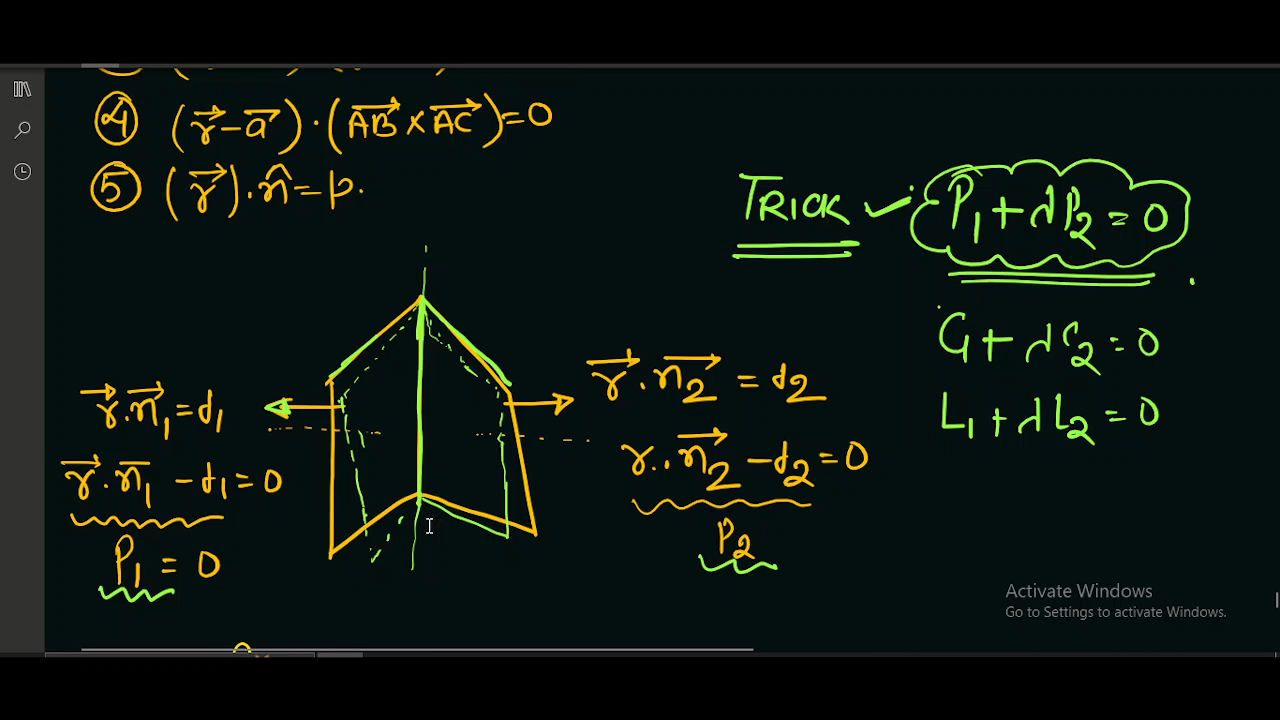 ④ (r⃗ – a⃗) · (AB⃗ × AC⃗) = 0
⑤ (r⃗) · n̂ = p ·
TRICK ✓ P₁ + λP₂ = 0
C₁ + λC₂ = 0
L₁ + λL₂ = 0
r⃗ . n⃗₁ = d₁
r⃗ . n̅₁ – d₁ = 0
P₁ = 0
r⃗ . n⃗₂ = d₂
r . . n⃗₂ – d₂ = 0
P₂
Activate Windows
Go to Settings to activate Windows.